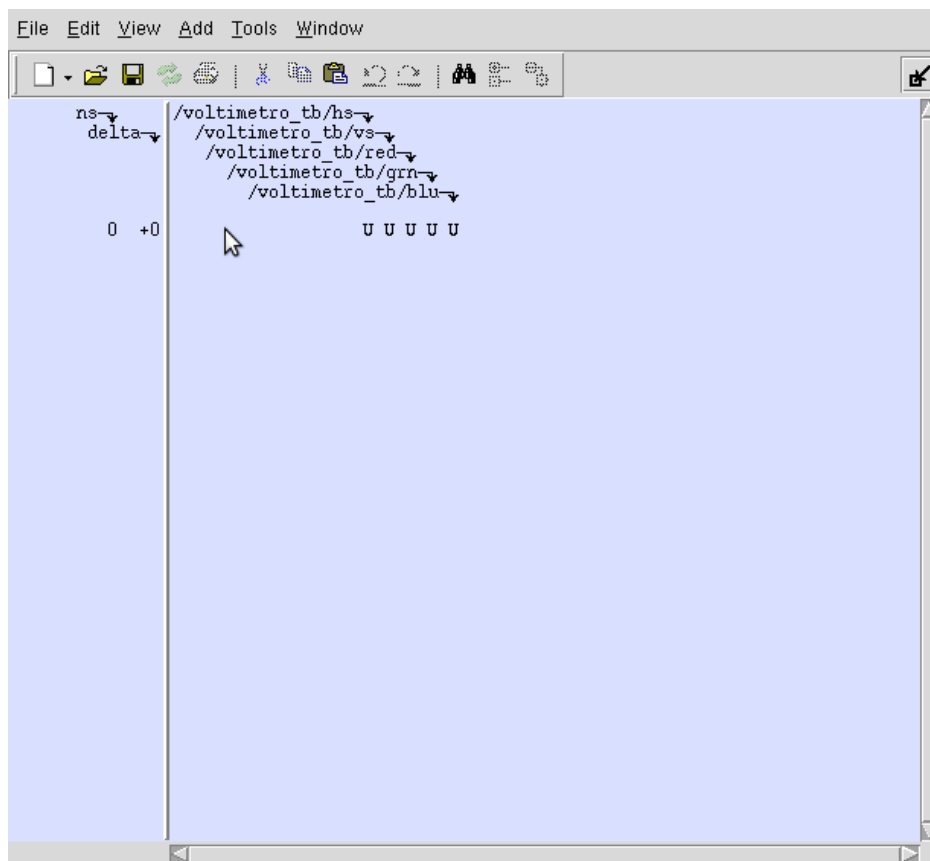 File Edit View Add Tools Window
ns /voltimetro_tb/hs
delta /voltimetro_tb/vs
/voltimetro_tb/red
/voltimetro_tb/grn
/voltimetro_tb/blu
0 +0 U U U U U